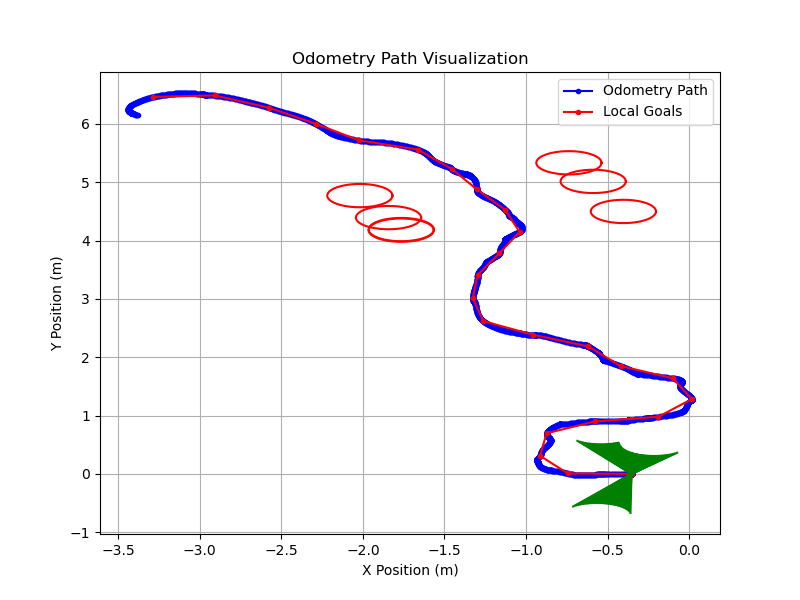 Odometry Path Visualization
Odometry Path
Local Goals
6
5
4
3
2
1
0
−1
Y Position (m)
−3.5 −3.0 −2.5 −2.0 −1.5 −1.0 −0.5 0.0
X Position (m)